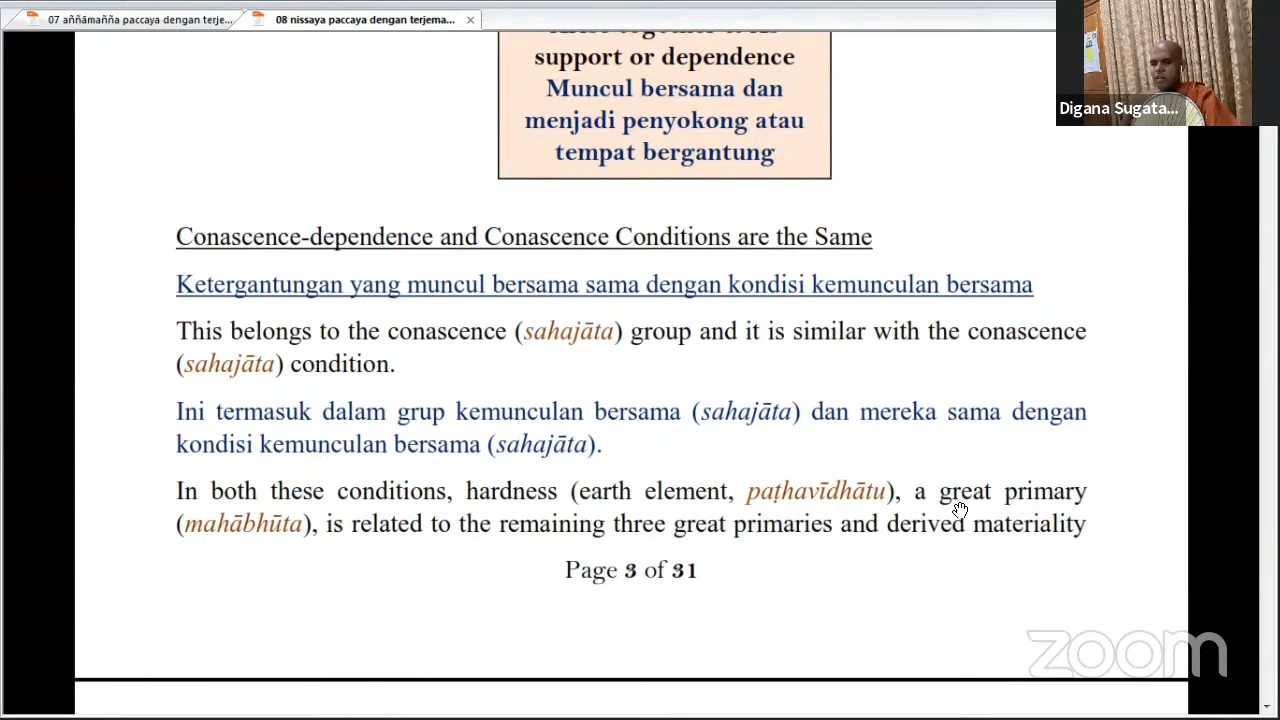 07 aññāmañña paccaya dengan terje...
08 nissaya paccaya dengan terjema...
support or dependence
Muncul bersama dan
menjadi penyokong atau
tempat bergantung
Digana Sugata...
Conascence-dependence and Conascence Conditions are the Same
Ketergantungan yang muncul bersama sama dengan kondisi kemunculan bersama
This belongs to the conascence (sahajāta) group and it is similar with the conascence
(sahajāta) condition.
Ini termasuk dalam grup kemunculan bersama (sahajāta) dan mereka sama dengan
kondisi kemunculan bersama (sahajāta).
In both these conditions, hardness (earth element, paṭhavīdhātu), a great primary
(mahābhūta), is related to the remaining three great primaries and derived materiality
Page 3 of 31
zoom